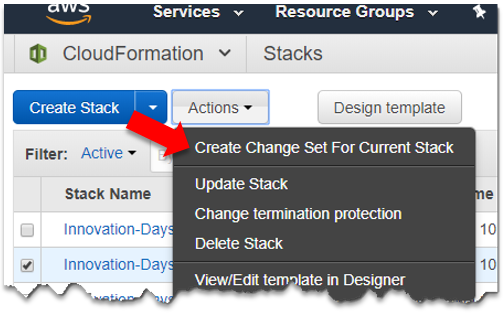 aws
Services
Resource Groups
CloudFormation
Stacks
Create Stack
Actions
Design template
Filter:
Active
Create Change Set For Current Stack
Stack Name
Update Stack
Change termination protection
Delete Stack
View/Edit template in Designer
me
Innovation-Days
10
Innovation-Days
10